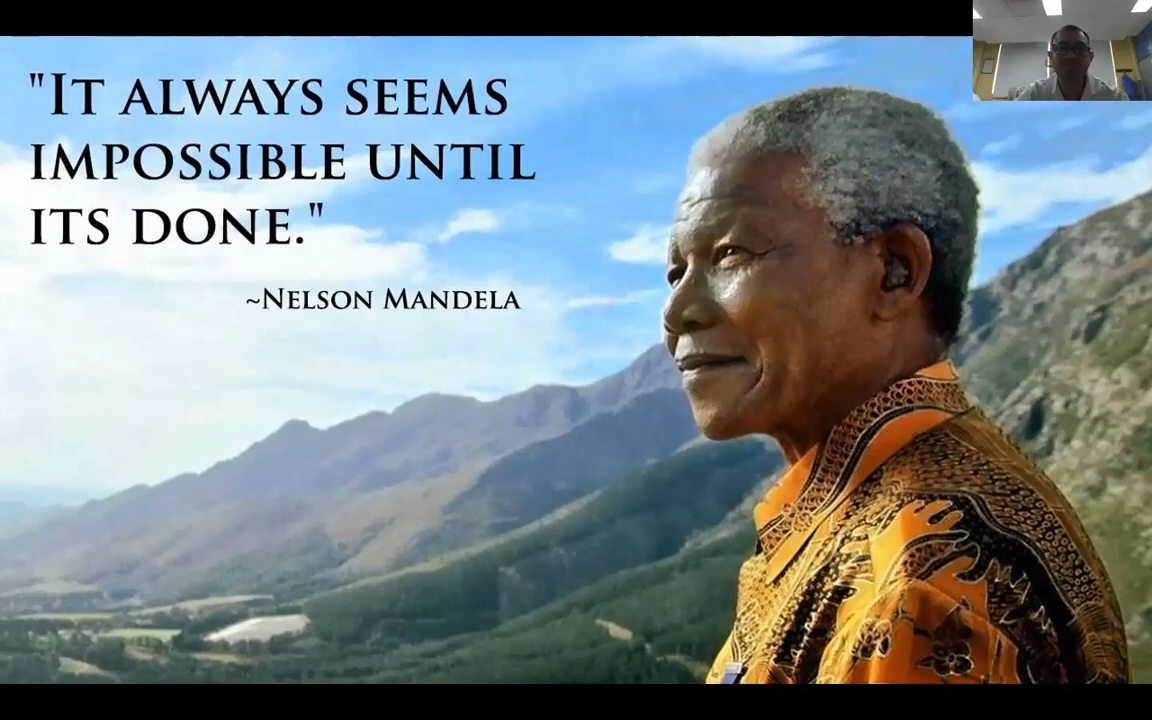 "It always seems
impossible until
its done."
~Nelson Mandela